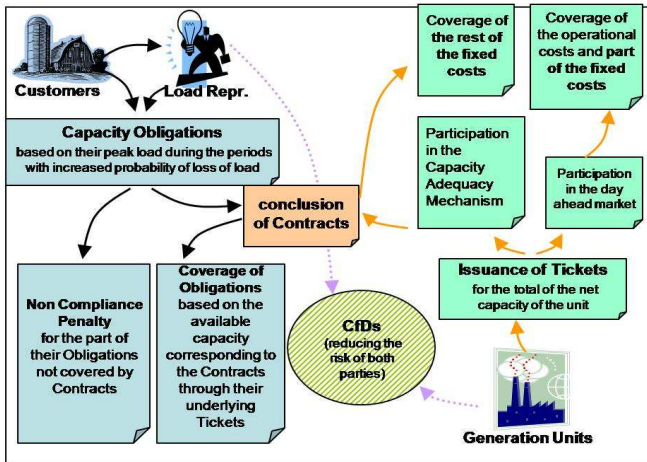 Customers
Load Repr.
Capacity Obligations
based on their peak load during the periods
with increased probability of loss of load
conclusion
of Contracts
Non Compliance
Penalty
for the part of
their Obligations
not covered by
Contracts
Coverage of
Obligations
based on the
available
capacity
corresponding to
the Contracts
through their
underlying
Tickets
CfDs
(reducing the
risk of both
parties)
Coverage of
the rest of
the fixed
costs
Coverage of
the operational
costs and part
of the fixed
costs
Participation
in the
Capacity
Adequacy
Mechanism
Participation
in the day
ahead market
Issuance of Tickets
for the total of the net
capacity of the unit
Generation Units